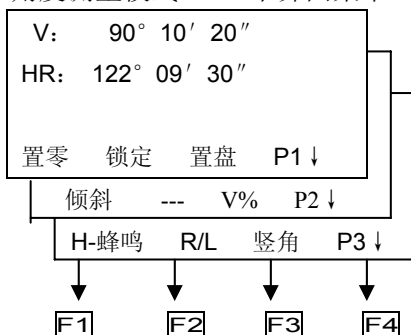 V: 90° 10′ 20″
HR: 122° 09′ 30″
置零 锁定 置盘 P1↓
倾斜 --- V% P2↓
H-蜂鸣 R/L 竖角 P3↓
F1 F2 F3 F4